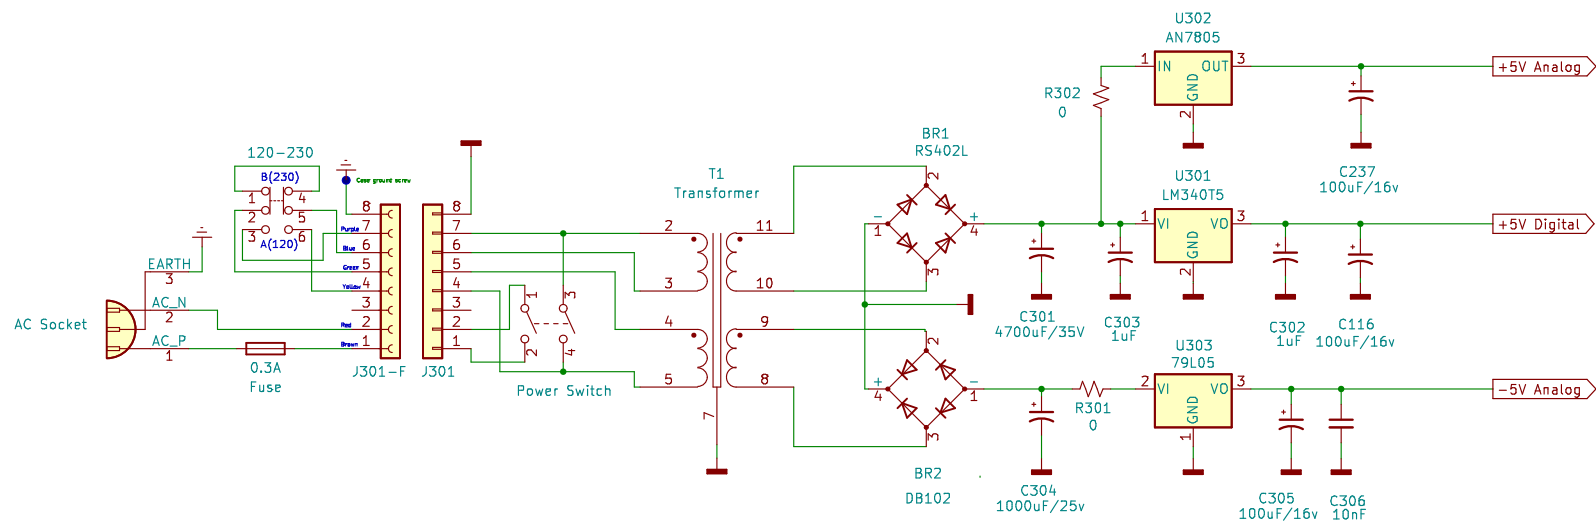 120-230
B(230)
1
4
2
5
3
6
A(120)
Case ground screw
EARTH
3
AC_N
2
AC_P
1
AC Socket
0.3A
Fuse
Purple
Blue
Green
Yellow
Red
Brown
8
7
6
5
4
3
2
1
J301-F
8
7
6
5
4
3
2
1
J301
1
3
2
4
Power Switch
T1
Transformer
2
3
4
5
7
11
10
9
8
BR1
RS402L
2
-
1
+
4
3
2
+
4
-
1
3
BR2
DB102
R302
0
U302
AN7805
1
IN
OUT
3
GND
2
+5V Analog
+
C237
100uF/16v
U301
LM340T5
1
VI
VO
3
GND
2
+5V Digital
+
C301
4700uF/35V
+
C303
1uF
+
C302
1uF
+
C116
100uF/16v
+
C304
1000uF/25v
R301
0
U303
79L05
2
VI
VO
3
GND
1
-5V Analog
+
C305
100uF/16v
C306
10nF